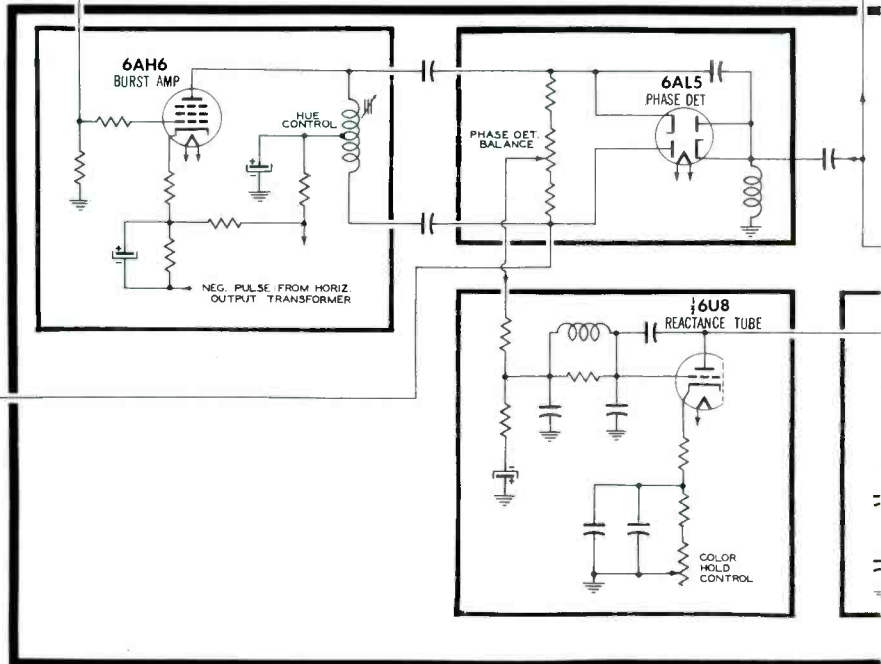 6AH6
BURST AMP
HUE
CONTROL
NEG. PULSE FROM HORIZ.
OUTPUT TRANSFORMER
6AL5
PHASE DET
PHASE DET.
BALANCE
½6U8
REACTANCE TUBE
COLOR
HOLD
CONTROL